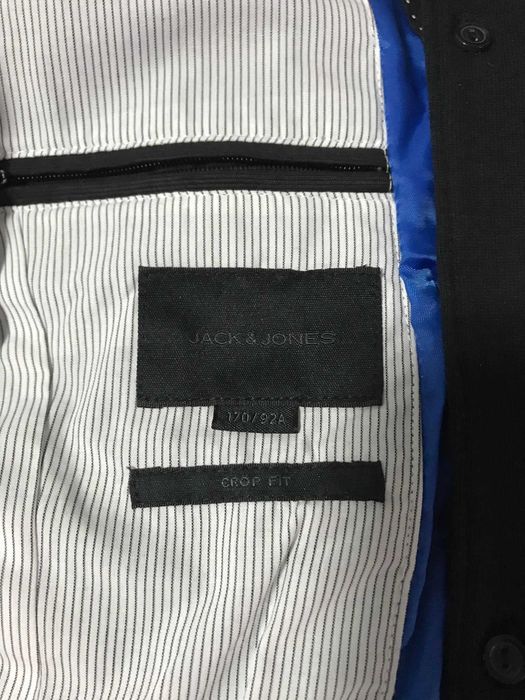 JACK & JONES
170/92A
CROP FIT